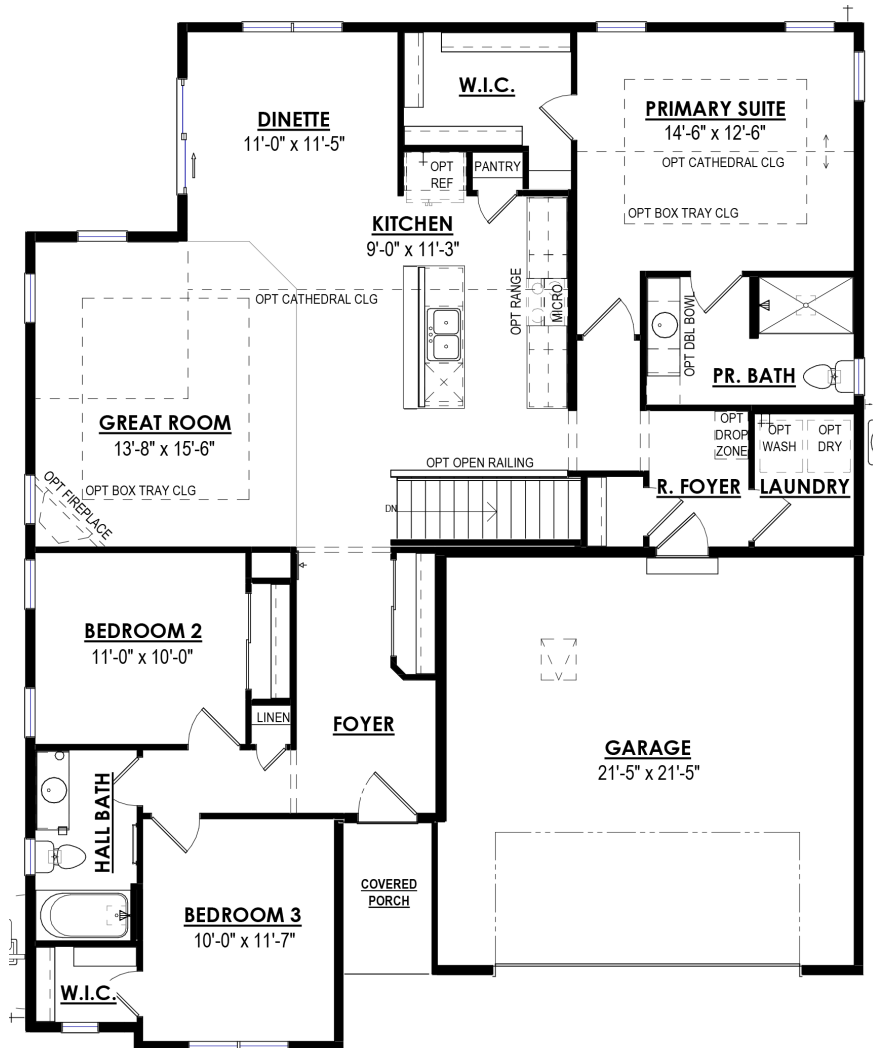 W.I.C.
DINETTE
11'-0" x 11'-5"
PRIMARY SUITE
14'-6" x 12'-6"
OPT CATHEDRAL CLG
OPT BOX TRAY CLG
OPT
REF
PANTRY
KITCHEN
9'-0" x 11'-3"
OPT CATHEDRAL CLG
OPT RANGE
MICRO
OPT DBL BOWL
PR. BATH
GREAT ROOM
13'-8" x 15'-6"
OPT BOX TRAY CLG
OPT FIREPLACE
OPT OPEN RAILING
DN
OPT
DROP
ZONE
OPT
WASH
OPT
DRY
R. FOYER
LAUNDRY
BEDROOM 2
11'-0" x 10'-0"
LINEN
FOYER
GARAGE
21'-5" x 21'-5"
HALL BATH
COVERED
PORCH
BEDROOM 3
10'-0" x 11'-7"
W.I.C.